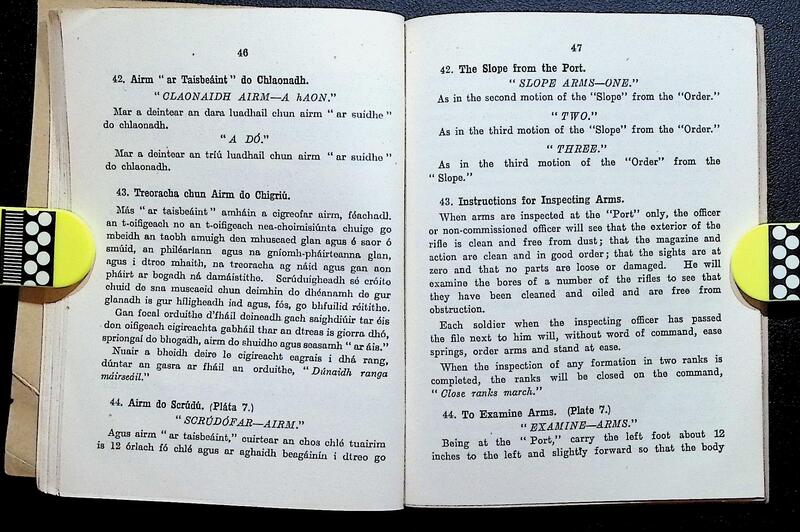 46
42. Airm " ar Taisbeáint" do Chlaonadh.
" CLAONAIDH AIRM—A hAON."
Mar a deintear an dara luadhail chun airm " ar suidhe"
do chlaonadh.
" A DÓ."
Mar a deintear an tríú luadhail chun airm " ar suidhe"
do chlaonadh.
43. Treoracha chun Airm do Chigriú.
Más " ar taisbeáint" amháin a cigreofar airm, féachadl.
an t-oifigeach no an t-oifigeach nea-choimisiúnta chuige go
mbeidh an taobh amuigh den mhuscaed glan agus é saor ó
smúid, an philéarlann agus na gníomh-pháirteanna glan,
agus i dtreo mhaith, na treoracha ag náid agus gan aon
pháirt ar bogadh ná damáistithe. Scrúduigheadh sé cróite
chuid de sna muscaeid chun deimhin do dhéanamh de gur
glanadh is gur híligheadh iad agus, fós, go bhfuilid réitithe.
Gan focal orduithe d'fháil deineadh gach saighdiúir tar éis
don oifigeach cigireachta gabháil thar an dtreas is giorra dhó,
spriongaí do bhogadh, airm do shuidho agus seasamh " ar áis."
Nuair a bhoidh deire le cigireacht eagrais i dhá rang,
dúntar an gasra ar fháil an orduithe, " Dúnaidh ranga
máirseáil."
44. Airm do Scrúdú. (Pláta 7.)
" SCRÚDÓFAR—AIRM."
Agus airm " ar taisbeáint," cuirtear an chos chlé tuairim
is 12 órlach fó chlé agus ar aghaidh beagáinín i dtreo go
47
42. The Slope from the Port.
" SLOPE ARMS—ONE."
As in the second motion of the "Slope" from the "Order."
" TWO."
As in the third motion of the "Slope" from the "Order."
" THREE."
As in the third motion of the "Order" from the
" Slope."
43. Instructions for Inspecting Arms.
When arms are inspected at the "Port" only, the officer
or non-commissioned officer will see that the exterior of the
rifle is clean and free from dust; that the magazine and
action are clean and in good order; that the sights are at
zero and that no parts are loose or damaged. He will
examine the bores of a number of the rifles to see that
they have been cleaned and oiled and are free from
obstruction.
Each soldier when the inspecting officer has passed
the file next to him will, without word of command, ease
springs, order arms and stand at ease.
When the inspection of any formation in two ranks is
completed, the ranks will be closed on the command,
" Close ranks march."
44. To Examine Arms. (Plate 7.)
" EXAMINE—ARMS."
Being at the " Port," carry the left foot about 12
inches to the left and slightly forward so that the body